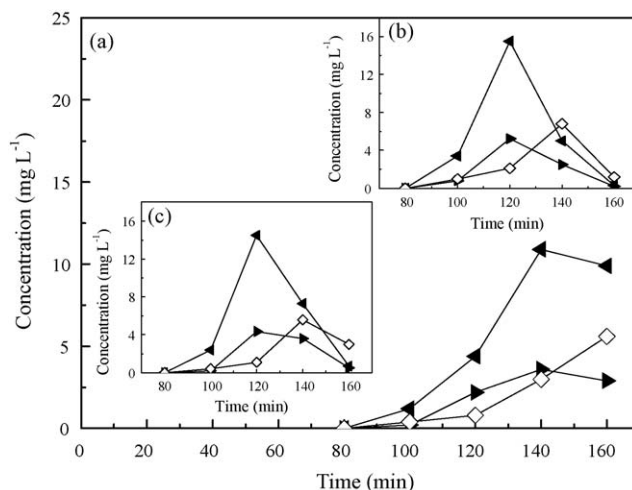 (a)
Concentration (mg L-1)
25
20
15
10
5
0
0 20 40 60 80 100 120 140 160
Time (min)
(b)
Concentration (mg L-1)
16
12
8
4
0
80 100 120 140 160
Time (min)
(c)
Concentration (mg L-1)
16
12
8
4
0
80 100 120 140 160
Time (min)